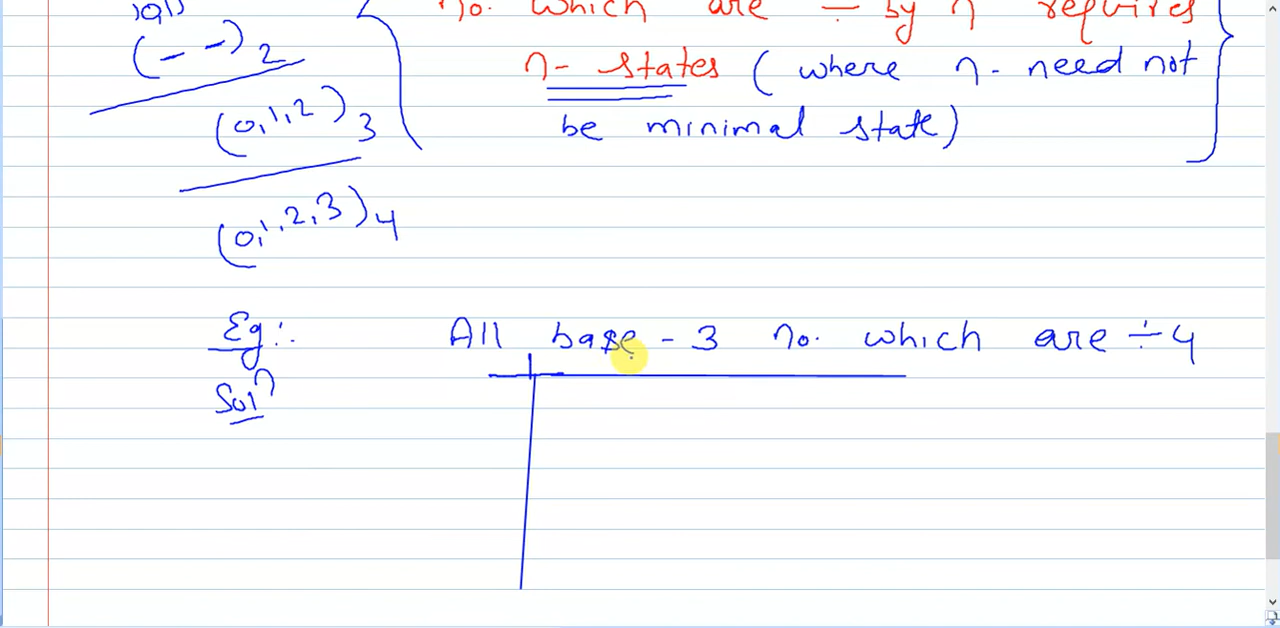 no. which are ÷ by n requires
(- -)2
n- states (where n- need not
(0,1,2)3
be minimal state)
(0,1,2,3)4
Eg:. All base - 3 no. which are ÷ 4
Solⁿ